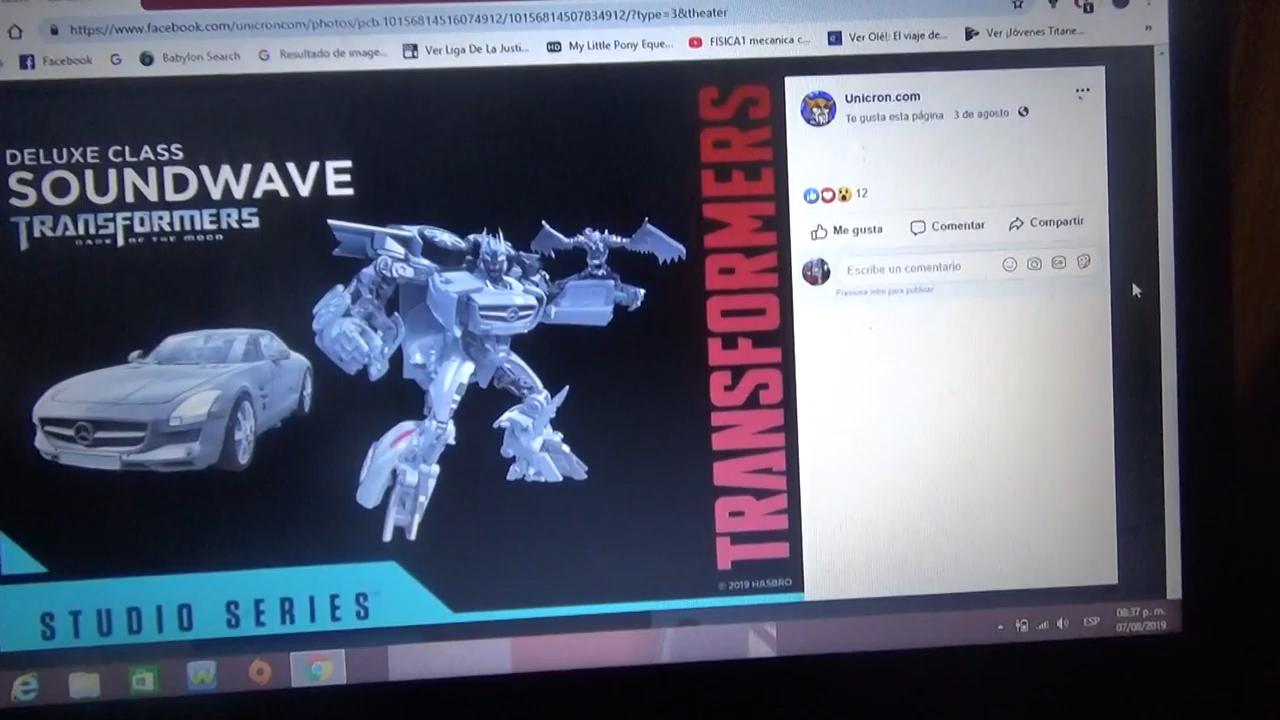 https://www.facebook.com/unicroncom/photos/pcb.10156814516074912/10156814507834912/?type=3&theater
Facebook
Babylon Search
Resultado de image...
Ver Liga De La Justi...
My Little Pony Eque...
FISICA1 mecanica c...
Ver Olé!: El viaje de...
Ver ¡Jóvenes Titane...
»
DELUXE CLASS
SOUNDWAVE
TRANSFORMERS
DARK OF THE MOON
TRANSFORMERS
© 2019 HASBRO
STUDIO SERIES
Unicron.com
Te gusta esta página 3 de agosto
12
Me gusta
Comentar
Compartir
Escribe un comentario
Presiona Intro para publicar.
ESP
08:37 p. m.
07/08/2019